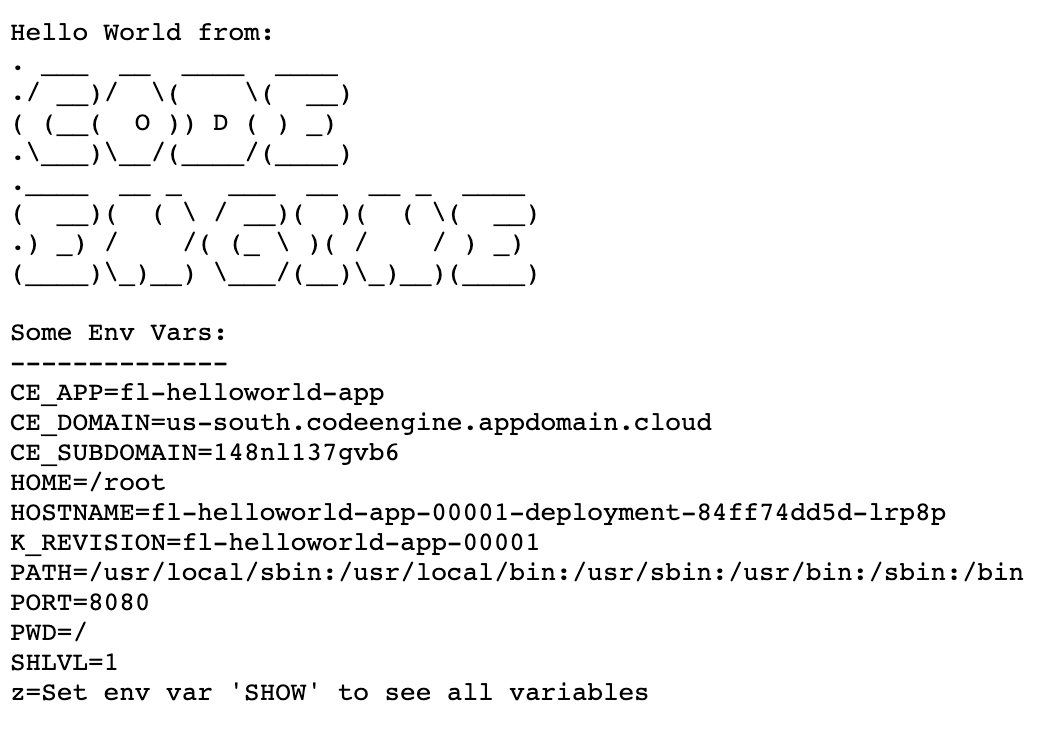 Hello World from:
. ___  __  ____  ____
./ __)/  \(    \(  __)
( (__(  O )) D ( ) _)
.\___)\__/(____/(____)
.____  __ _   ___  __  __ _  ____
(  __)(  ( \ / __)(  )(  ( \(  __)
.) _) /    /( (_ \ )( /    / ) _)
(____)\_)__) \___/(__)\_)__)(____)
Some Env Vars:
--------------
CE_APP=fl-helloworld-app
CE_DOMAIN=us-south.codeengine.appdomain.cloud
CE_SUBDOMAIN=148nl137gvb6
HOME=/root
HOSTNAME=fl-helloworld-app-00001-deployment-84ff74dd5d-lrp8p
K_REVISION=fl-helloworld-app-00001
PATH=/usr/local/sbin:/usr/local/bin:/usr/sbin:/usr/bin:/sbin:/bin
PORT=8080
PWD=/
SHLVL=1
z=Set env var 'SHOW' to see all variables